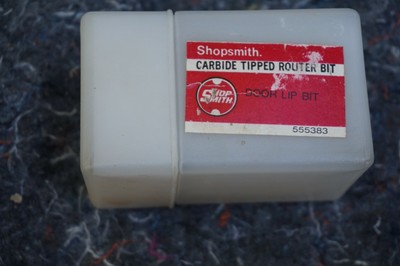 Shopsmith.
CARBIDE TIPPED ROUTER BIT
SHOP
SMITH
DOOR LIP BIT
555383